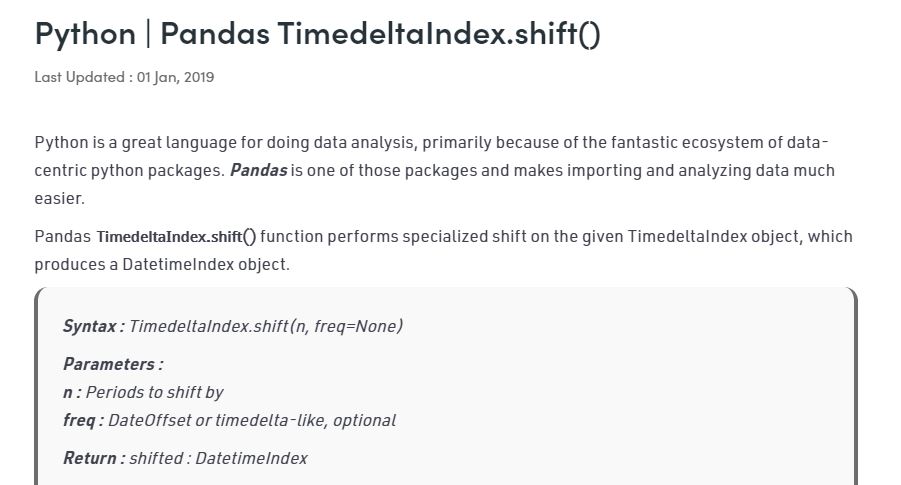 Python | Pandas TimedeltaIndex.shift()
Last Updated : 01 Jan, 2019
Python is a great language for doing data analysis, primarily because of the fantastic ecosystem of data-
centric python packages. Pandas is one of those packages and makes importing and analyzing data much
easier.
Pandas TimedeltaIndex.shift() function performs specialized shift on the given TimedeltaIndex object, which
produces a DatetimeIndex object.
Syntax : TimedeltaIndex.shift(n, freq=None)
Parameters :
n : Periods to shift by
freq : DateOffset or timedelta-like, optional
Return : shifted : DatetimeIndex